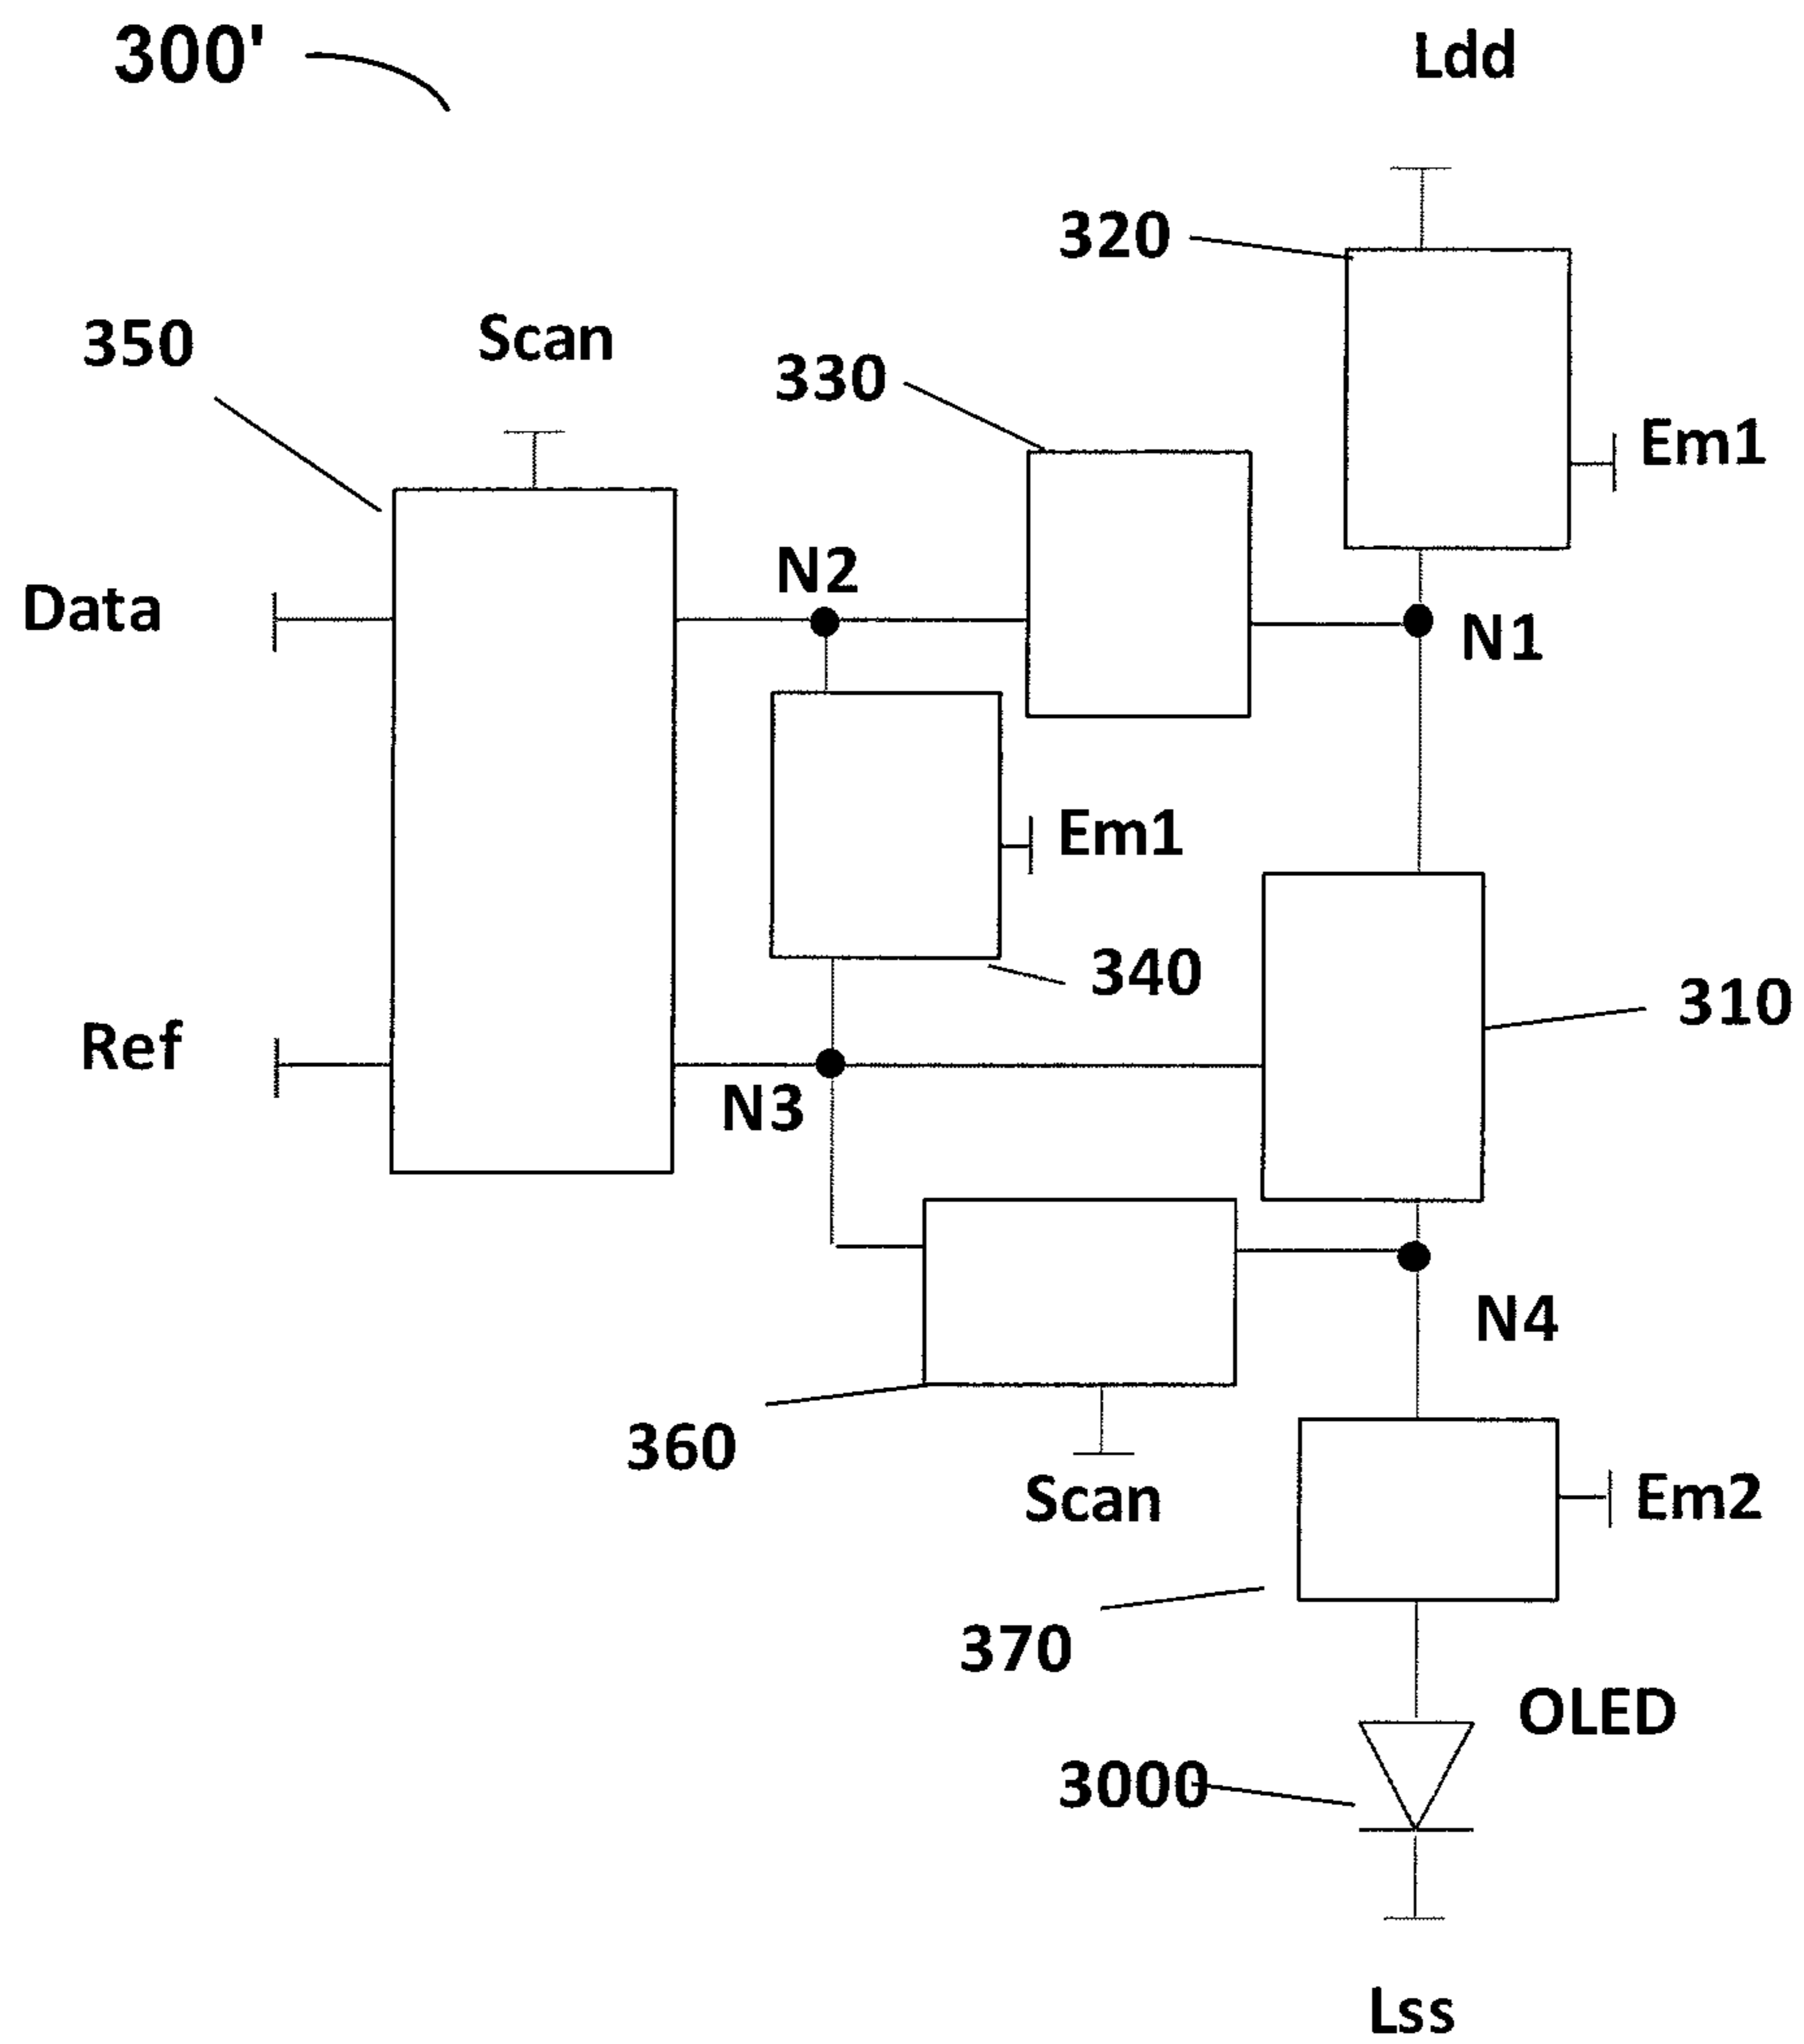 300'
Ldd
320
350
Scan
330
Em1
N2
Data
N1
Em1
340
310
Ref
N3
N4
360
Scan
Em2
370
OLED
3000
Lss